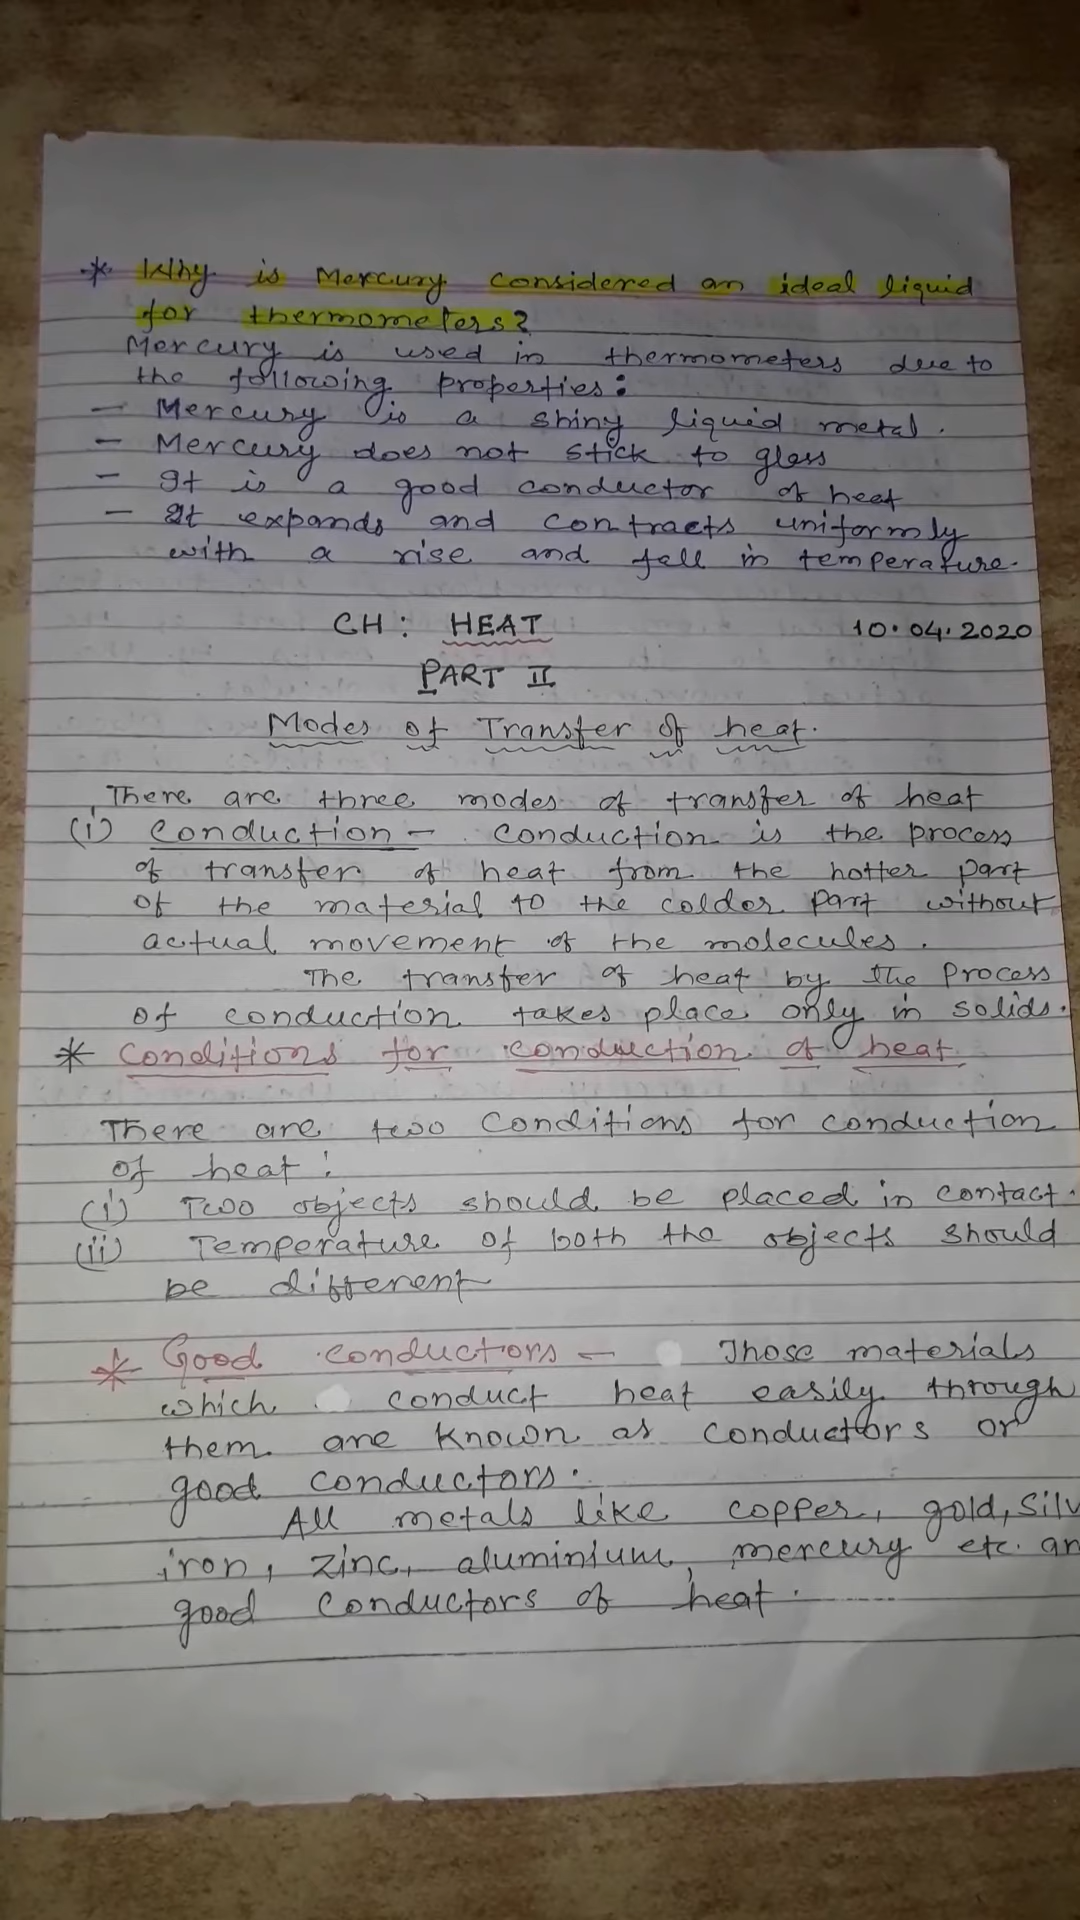 * Why is Mercury considered an ideal liquid
for thermometers?
Mercury is used in thermometers due to
the following properties:
- Mercury is a shiny liquid metal.
- Mercury does not stick to glass
- It is a good conductor of heat
- It expands and contracts uniformly
with a rise and fall in temperature.
CH: HEAT 10.04.2020
PART II
Modes of Transfer of heat.
There are three modes of transfer of heat
(i) Conduction - conduction is the process
of transfer of heat from the hotter part
of the material to the colder part without
actual movement of the molecules.
The transfer of heat by the process
of conduction takes place only in solids.
* Conditions for conduction of heat
There are two conditions for conduction
of heat:
(i) Two objects should be placed in contact.
(ii) Temperature of both the objects should
be different
* Good conductors - Those materials
which conduct heat easily through
them are known as conductors or
good conductors.
All metals like copper, gold, Silv
iron, zinc, aluminium, mercury etc. ar
good conductors of heat.